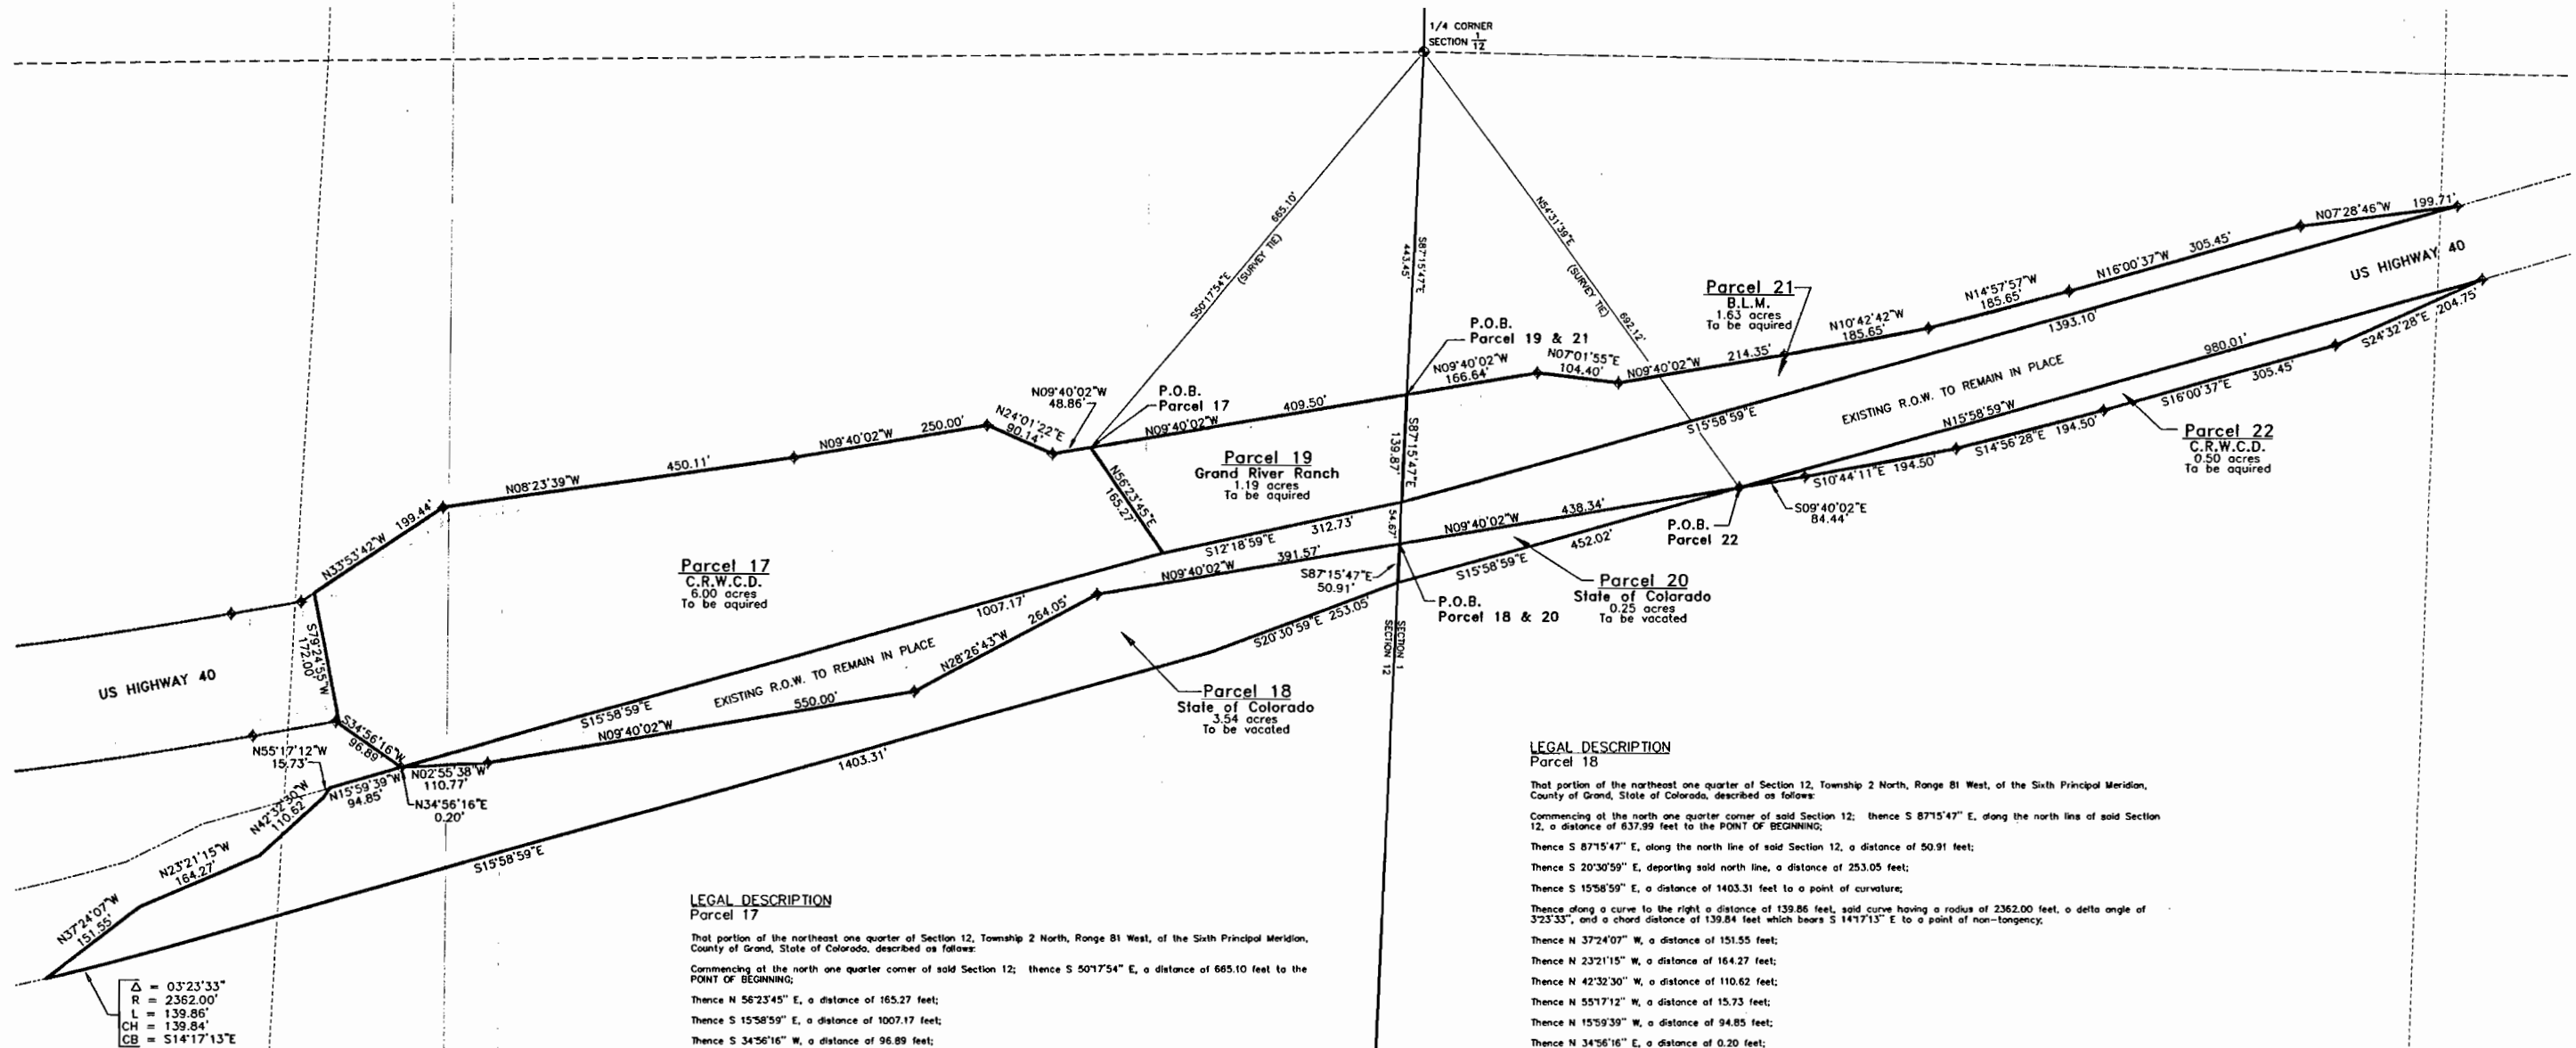 1/4 CORNER
SECTION 1/12
665.10'
S50°17'54"E
(SURVEY TIE)
S87°15'47"E
443.45'
N54°31'39"E
(SURVEY TIE)
692.12'
N07°28'46"W 199.71'
N16°00'37"W 305.45'
US HIGHWAY 40
N14°57'57"W
185.65'
N10°42'42"W
185.65'
Parcel 21
B.L.M.
1.63 acres
To be aquired
P.O.B.
Parcel 19 & 21
N09°40'02"W
166.64'
N07°01'55"E
104.40'
N09°40'02"W 214.35'
1393.10'
S15°58'59"E
980.01'
S24°32'28"E 204.75'
EXISTING R.O.W. TO REMAIN IN PLACE
N15°58'59"W
S16°00'37"E 305.45'
S14°56'28"E 194.50'
S10°44'11"E 194.50'
Parcel 22
C.R.W.C.D.
0.50 acres
To be aquired
S09°40'02"E
84.44'
P.O.B.
Parcel 22
N09°40'02"W
48.86'
P.O.B.
Parcel 17
N24°01'22"E
90.14'
N09°40'02"W 250.00'
N09°40'02"W 409.50'
S87°15'47"E
139.87'
N08°23'39"W 450.11'
N56°23'45"E
165.27'
Parcel 19
Grand River Ranch
1.19 acres
To be aquired
N33°53'42"W 199.44'
S12°18'59"E 312.73'
54.67'
N09°40'02"W 438.34'
N09°40'02"W 391.57'
S87°15'47"E
50.91'
S15°58'59"E 452.02'
Parcel 20
State of Colorado
0.25 acres
To be vacated
P.O.B.
Parcel 18 & 20
Parcel 17
C.R.W.C.D.
6.00 acres
To be aquired
S79°24'55"W
172.00'
US HIGHWAY 40
1007.17'
S15°58'59"E
EXISTING R.O.W. TO REMAIN IN PLACE
N28°26'43"W 264.05'
S20°30'59"E 253.05'
SECTION 1
SECTION 12
N09°40'02"W 550.00'
S34°56'16"W
96.89'
N55°17'12"W
15.73'
N15°59'39"W
94.85'
N02°55'38"W
110.77'
N34°56'16"E
0.20'
Parcel 18
State of Colorado
3.54 acres
To be vacated
1403.31'
S15°58'59"E
N42°32'30"W
110.62'
N23°21'15"W
164.27'
N37°24'07"W
151.55'
Δ = 03°23'33"
R = 2362.00'
L = 139.86'
CH = 139.84'
CB = S14°17'13"E
LEGAL DESCRIPTION
Parcel 17
That portion of the northeast one quarter of Section 12, Township 2 North, Range 81 West, of the Sixth Principal Meridian,
County of Grand, State of Colorado, described as follows:
Commencing at the north one quarter corner of said Section 12; thence S 50°17'54" E, a distance of 665.10 feet to the
POINT OF BEGINNING;
Thence N 56°23'45" E, a distance of 165.27 feet;
Thence S 15°58'59" E, a distance of 1007.17 feet;
Thence S 34°56'16" W, a distance of 96.89 feet;
LEGAL DESCRIPTION
Parcel 18
That portion of the northeast one quarter of Section 12, Township 2 North, Range 81 West, of the Sixth Principal Meridian,
County of Grand, State of Colorado, described as follows:
Commencing at the north one quarter corner of said Section 12; thence S 87°15'47" E, along the north line of said Section
12, a distance of 637.99 feet to the POINT OF BEGINNING;
Thence S 87°15'47" E, along the north line of said Section 12, a distance of 50.91 feet;
Thence S 20°30'59" E, departing said north line, a distance of 253.05 feet;
Thence S 15°58'59" E, a distance of 1403.31 feet to a point of curvature;
Thence along a curve to the right a distance of 139.86 feet, said curve having a radius of 2362.00 feet, a delta angle of
3°23'33", and a chord distance of 139.84 feet which bears S 14°17'13" E to a point of non-tangency;
Thence N 37°24'07" W, a distance of 151.55 feet;
Thence N 23°21'15" W, a distance of 164.27 feet;
Thence N 42°32'30" W, a distance of 110.62 feet;
Thence N 55°17'12" W, a distance of 15.73 feet;
Thence N 15°59'39" W, a distance of 94.85 feet;
Thence N 34°56'16" E, a distance of 0.20 feet;